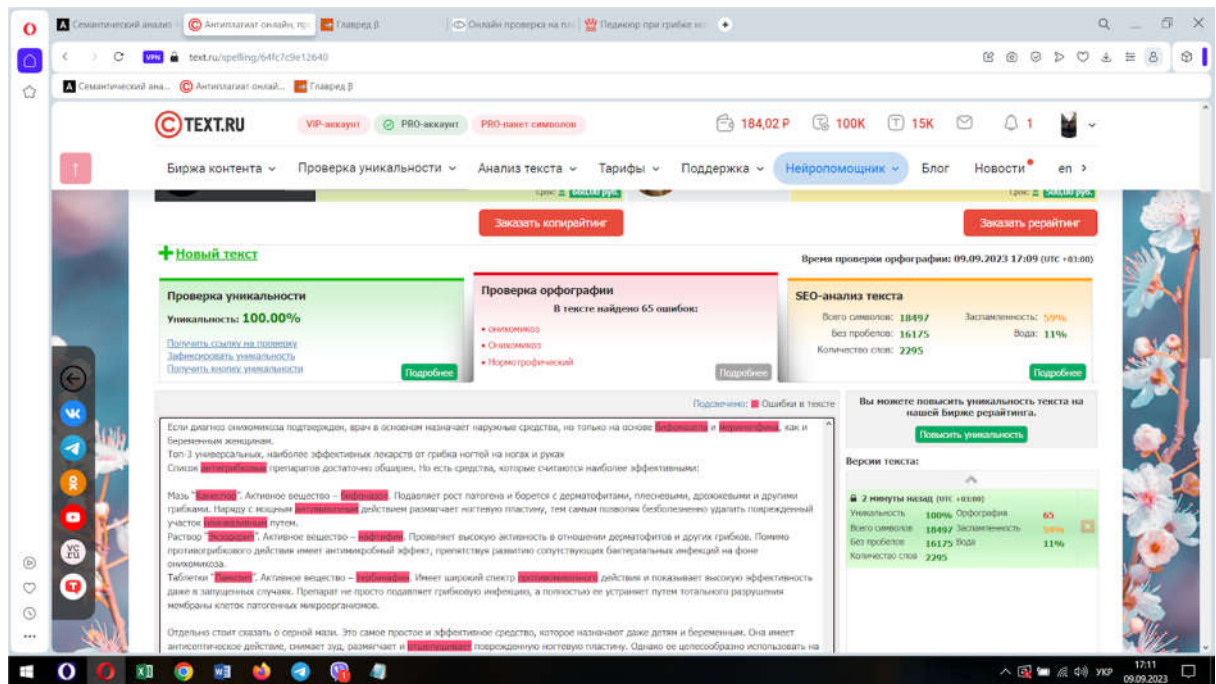 Семантический анализ
Антиплагиат онлайн, про
Главред β
Онлайн проверка на пл
Педикюр при грибке но
VPN
text.ru/spelling/64fc7c9e12640
Семантический ана...
Антиплагиат онлай...
Главред β
TEXT.RU
VIP-аккаунт
PRO-аккаунт
PRO-пакет символов
184,02 ₽
100K
15K
1
Биржа контента
Проверка уникальности
Анализ текста
Тарифы
Поддержка
Нейропомощник
Блог
Новости
en
Заказать копирайтинг
Заказать рерайтинг
Новый текст
Время проверки орфографии: 09.09.2023 17:09 (UTC +03:00)
Проверка уникальности
Уникальность: 100.00%
Получить ссылку на проверку
Зафиксировать уникальность
Получить кнопку уникальности
Подробнее
Проверка орфографии
В тексте найдено 65 ошибок:
• онихомикоз
• Онихомикоз
• Нормотрофический
Подробнее
SEO-анализ текста
Всего символов: 18497
Заспамленность: 59%
Без пробелов: 16175
Вода: 11%
Количество слов: 2295
Подробнее
Подсвечено: Ошибки в тексте
Если диагноз онихомикоза подтвержден, врач в основном назначает наружные средства, но только на основе и , как и
беременным женщинам.
Топ-3 универсальных, наиболее эффективных лекарств от грибка ногтей на ногах и руках
Список антигрибковых препаратов достаточно обширен. Но есть средства, которые считаются наиболее эффективными:
Мазь "Канеспор". Активное вещество – бифоназол. Подавляет рост патогена и борется с дерматофитами, плесневыми, дрожжевыми и другими
грибками. Наряду с мощным действием размягчает ногтевую пластину, тем самым позволяя безболезненно удалить поврежденный
участок путем.
Раствор "Экзодерил". Активное вещество – нафтифин. Проявляет высокую активность в отношении дерматофитов и других грибков. Помимо
противогрибкового действия имеет антимикробный эффект, препятствуя развитию сопутствующих бактериальных инфекций на фоне
онихомикоза.
Таблетки "Ламизил". Активное вещество – тербинафин. Имеет широкий спектр действия и показывает высокую эффективность
даже в запущенных случаях. Препарат не просто подавляет грибковую инфекцию, а полностью ее устраняет путем тотального разрушения
мембраны клеток патогенных микроорганизмов.
Отдельно стоит сказать о серной мази. Это самое простое и эффективное средство, которое назначают даже детям и беременным. Она имеет
антисептическое действие, снимает зуд, размягчает и отшелушивает поврежденную ногтевую пластину. Однако ее целесообразно использовать на
Вы можете повысить уникальность текста на
нашей Бирже рерайтинга.
Повысить уникальность
Версии текста:
2 минуты назад (UTC +03:00)
Уникальность 100% Орфография 65
Всего символов 18497 Заспамленность 59%
Без пробелов 16175 Вода 11%
Количество слов 2295
VC
RU
УКР
17:11
09.09.2023